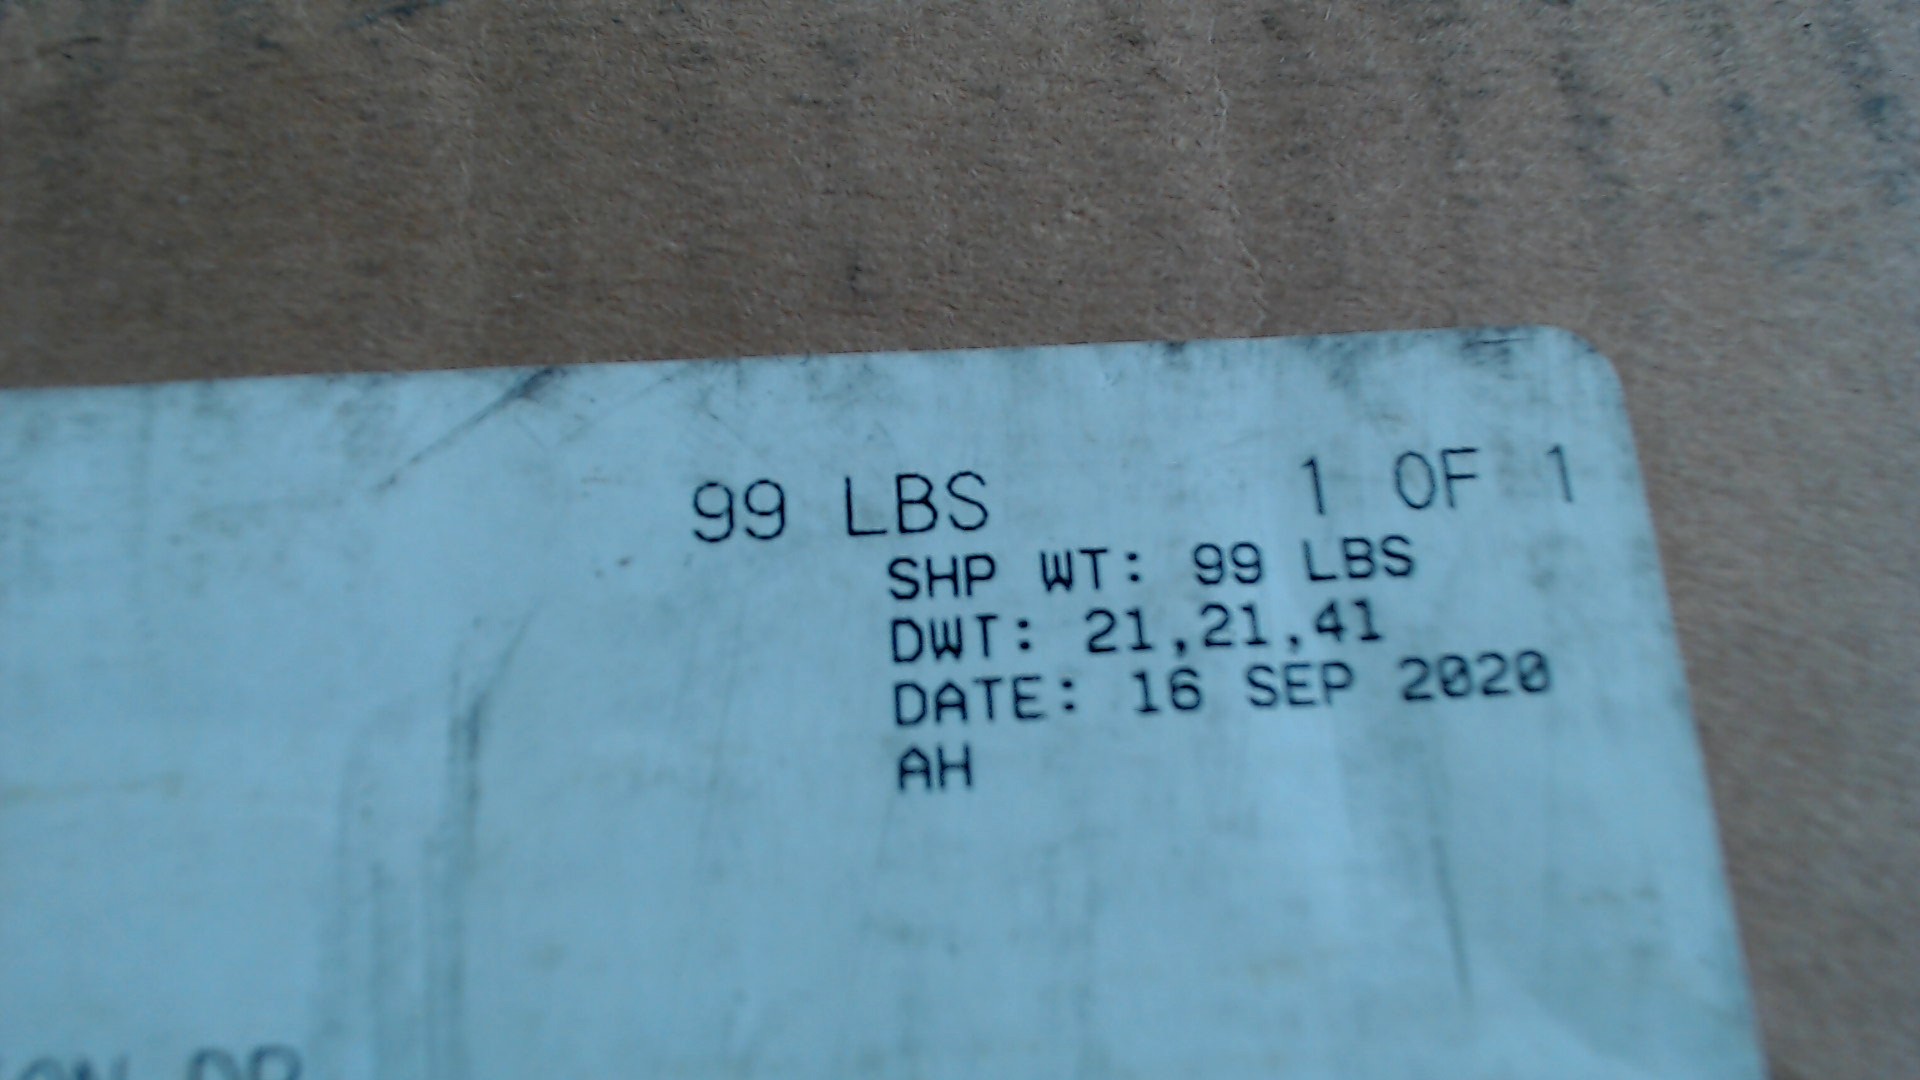 99 LBS 1 OF 1
SHP WT: 99 LBS
DWT: 21,21,41
DATE: 16 SEP 2020
AH